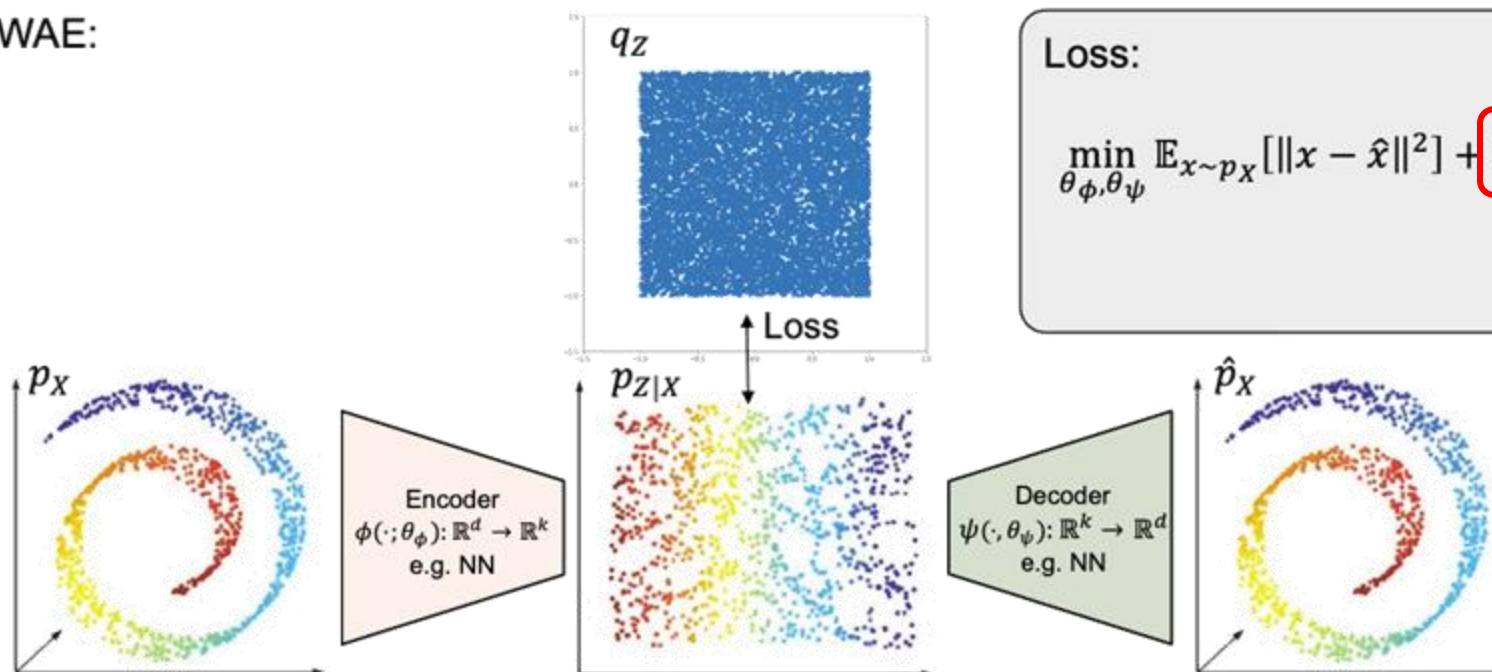 WAE:
q_Z
Loss:
min_{θ_ϕ,θ_ψ} 𝔼_{x~p_X}[‖x − x̂‖²] +
Loss
p_X
p_{Z|X}
p̂_X
Encoder
ϕ(·;θ_ϕ): ℝ^d → ℝ^k
e.g. NN
Decoder
ψ(·,θ_ψ): ℝ^k → ℝ^d
e.g. NN